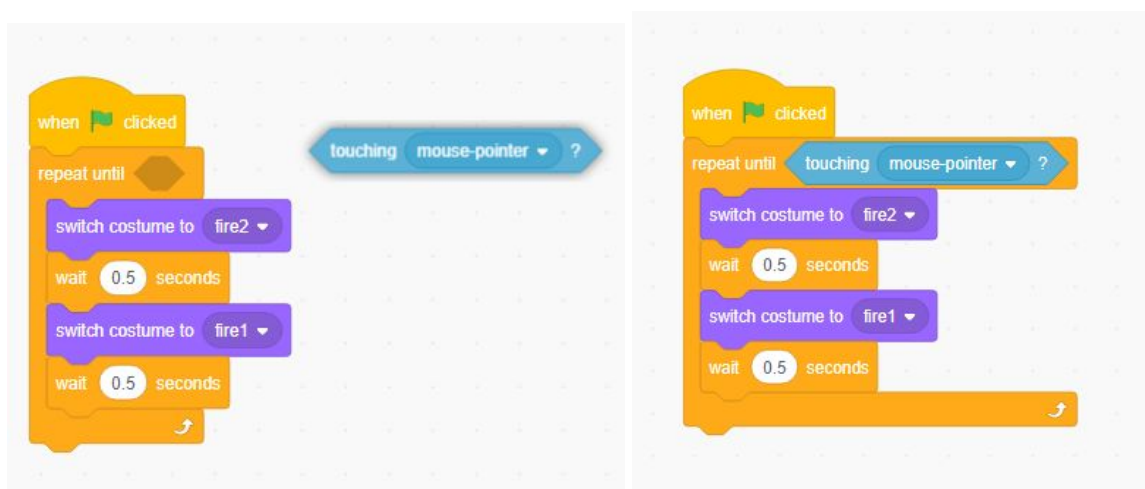 when clicked
touching mouse-pointer ?
repeat until
switch costume to fire2
wait 0.5 seconds
switch costume to fire1
wait 0.5 seconds
when clicked
repeat until touching mouse-pointer ?
switch costume to fire2
wait 0.5 seconds
switch costume to fire1
wait 0.5 seconds